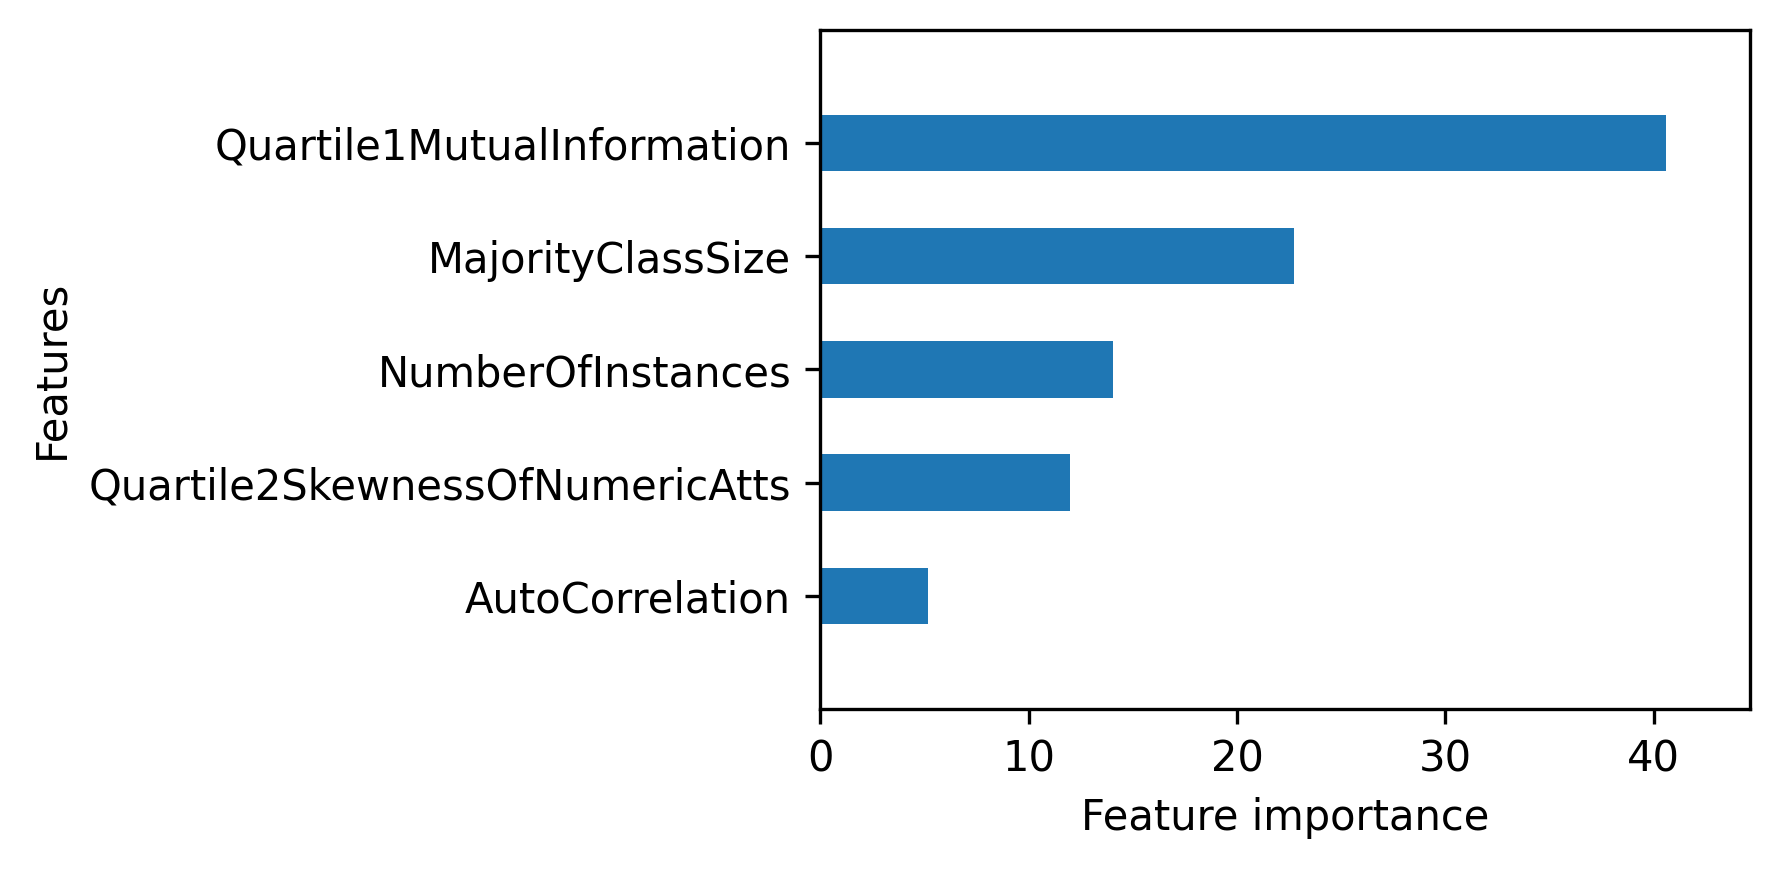 Features
Quartile1MutualInformation
MajorityClassSize
NumberOfInstances
Quartile2SkewnessOfNumericAtts
AutoCorrelation
0 10 20 30 40
Feature importance